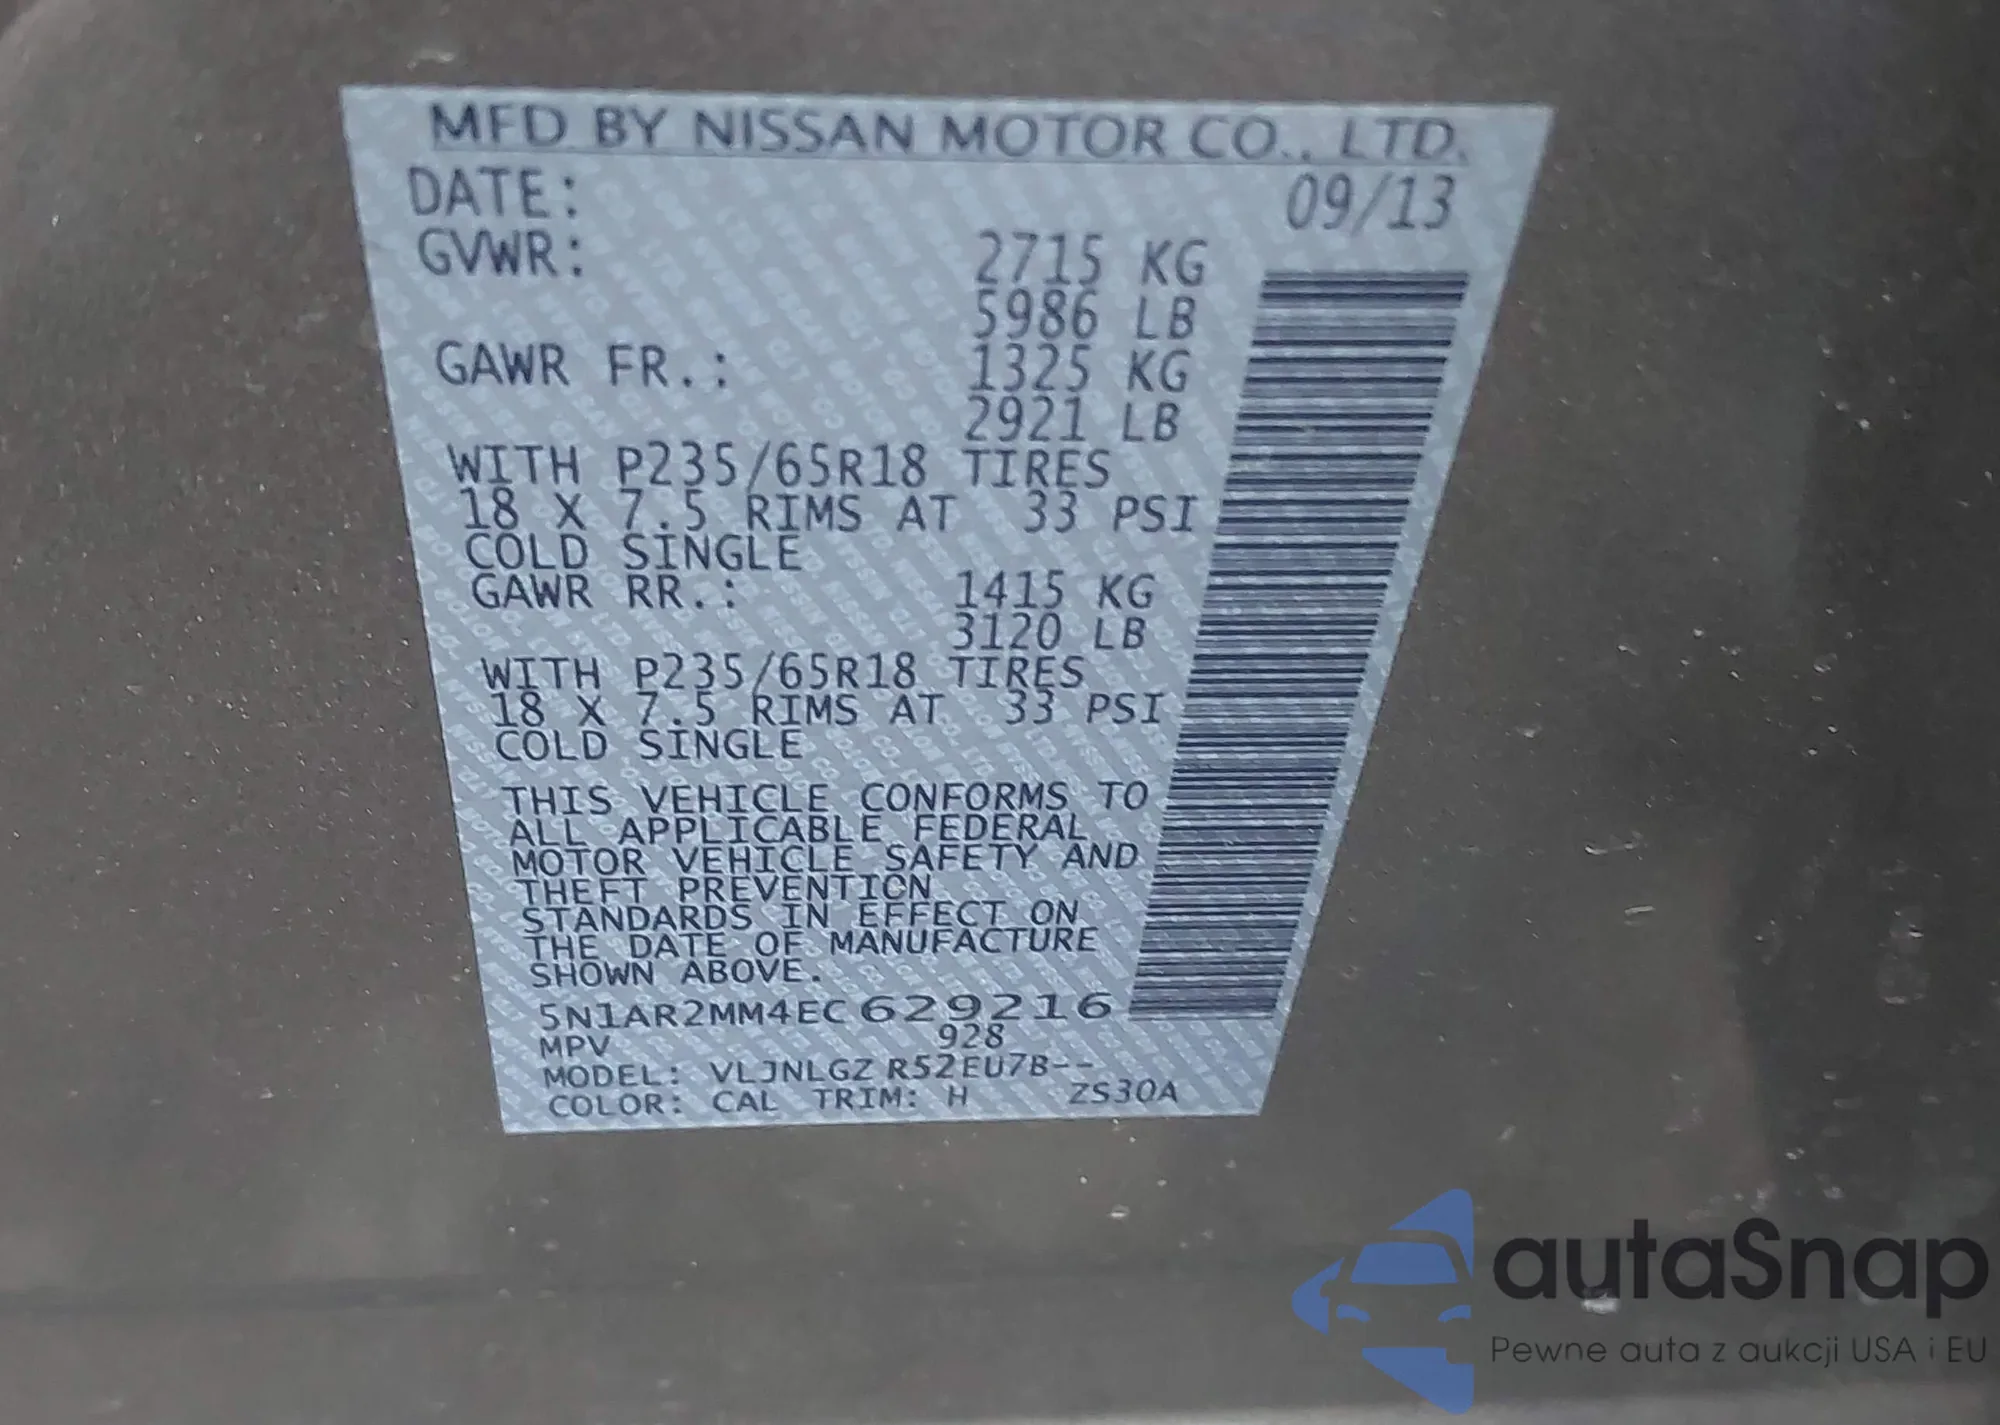 MFD BY NISSAN MOTOR CO., LTD.
DATE: 09/13
GVWR: 2715 KG
5986 LB
GAWR FR.: 1325 KG
2921 LB
WITH P235/65R18 TIRES
18 X 7.5 RIMS AT 33 PSI
COLD SINGLE
GAWR RR.: 1415 KG
3120 LB
WITH P235/65R18 TIRES
18 X 7.5 RIMS AT 33 PSI
COLD SINGLE
THIS VEHICLE CONFORMS TO
ALL APPLICABLE FEDERAL
MOTOR VEHICLE SAFETY AND
THEFT PREVENTION
STANDARDS IN EFFECT ON
THE DATE OF MANUFACTURE
SHOWN ABOVE.
5N1AR2MM4EC629216
MPV 928
MODEL: VLJNLGZ R52EU7B--
COLOR: CAL TRIM: H ZS30A
autaSnap
Pewne auta z aukcji USA i EU